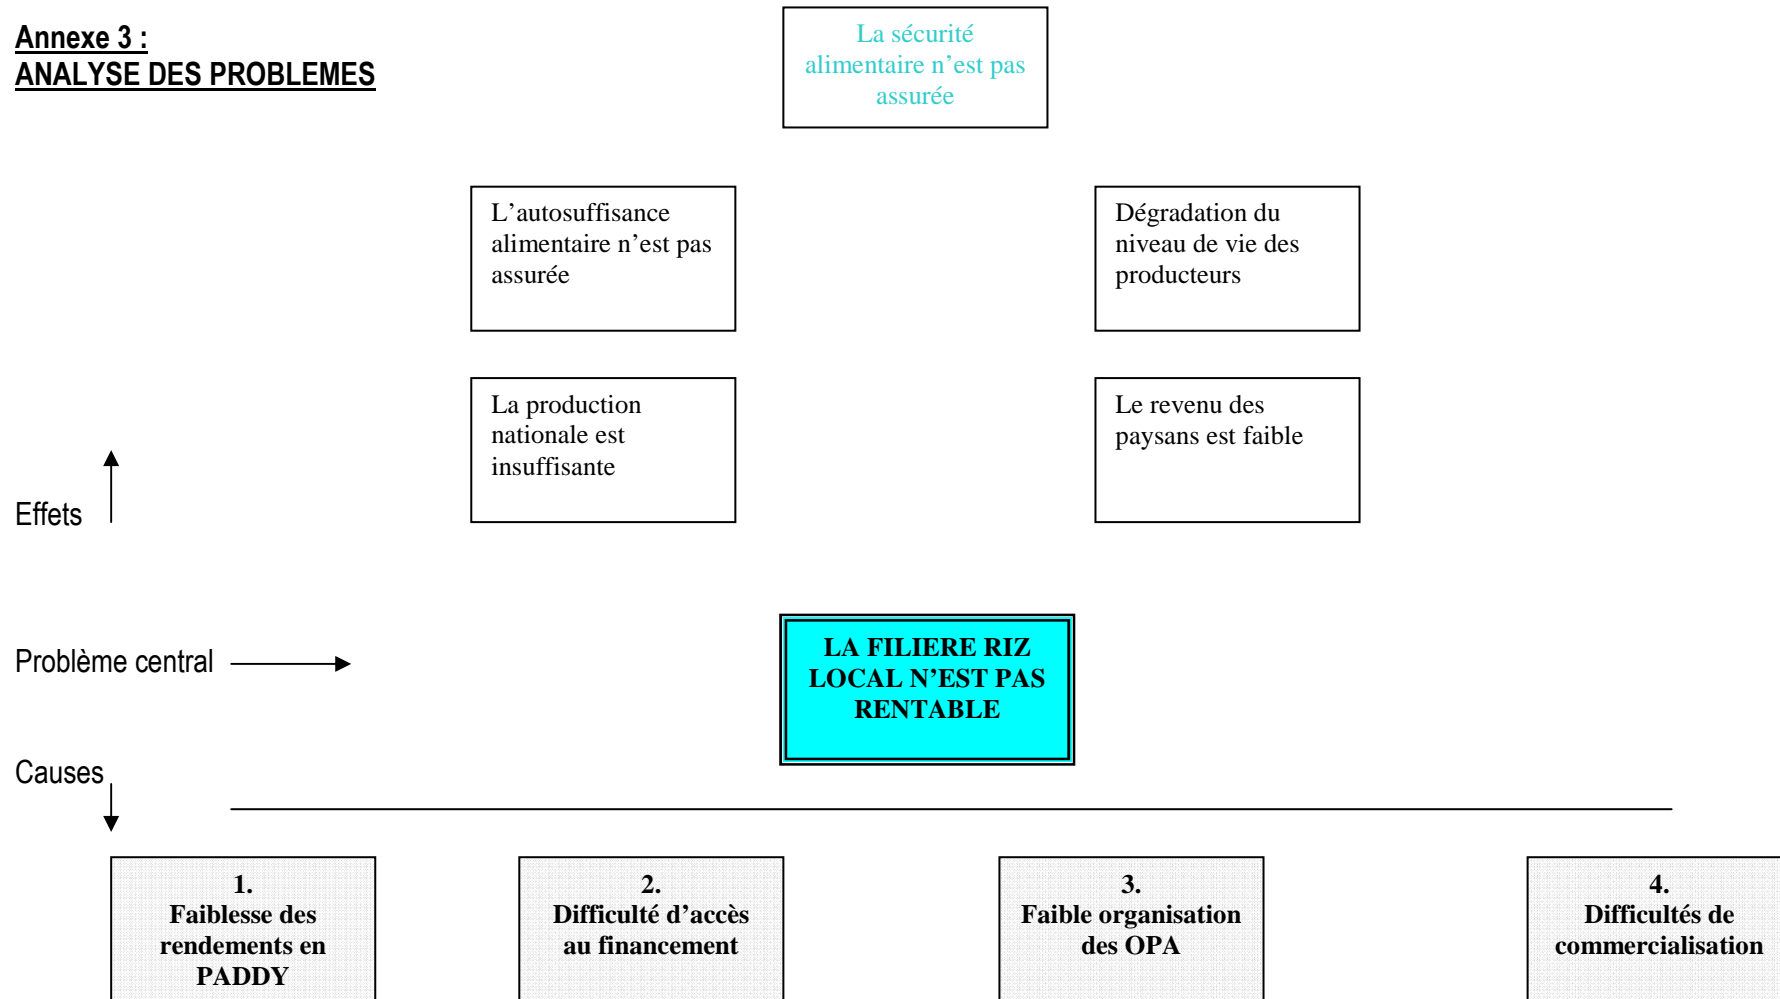 Annexe 3 :
ANALYSE DES PROBLEMES
La sécurité
alimentaire n’est pas
assurée
L’autosuffisance
alimentaire n’est pas
assurée
Dégradation du
niveau de vie des
producteurs
La production
nationale est
insuffisante
Le revenu des
paysans est faible
Effets
Problème central
LA FILIERE RIZ
LOCAL N’EST PAS
RENTABLE
Causes
1.
Faiblesse des
rendements en
PADDY
2.
Difficulté d’accès
au financement
3.
Faible organisation
des OPA
4.
Difficultés de
commercialisation